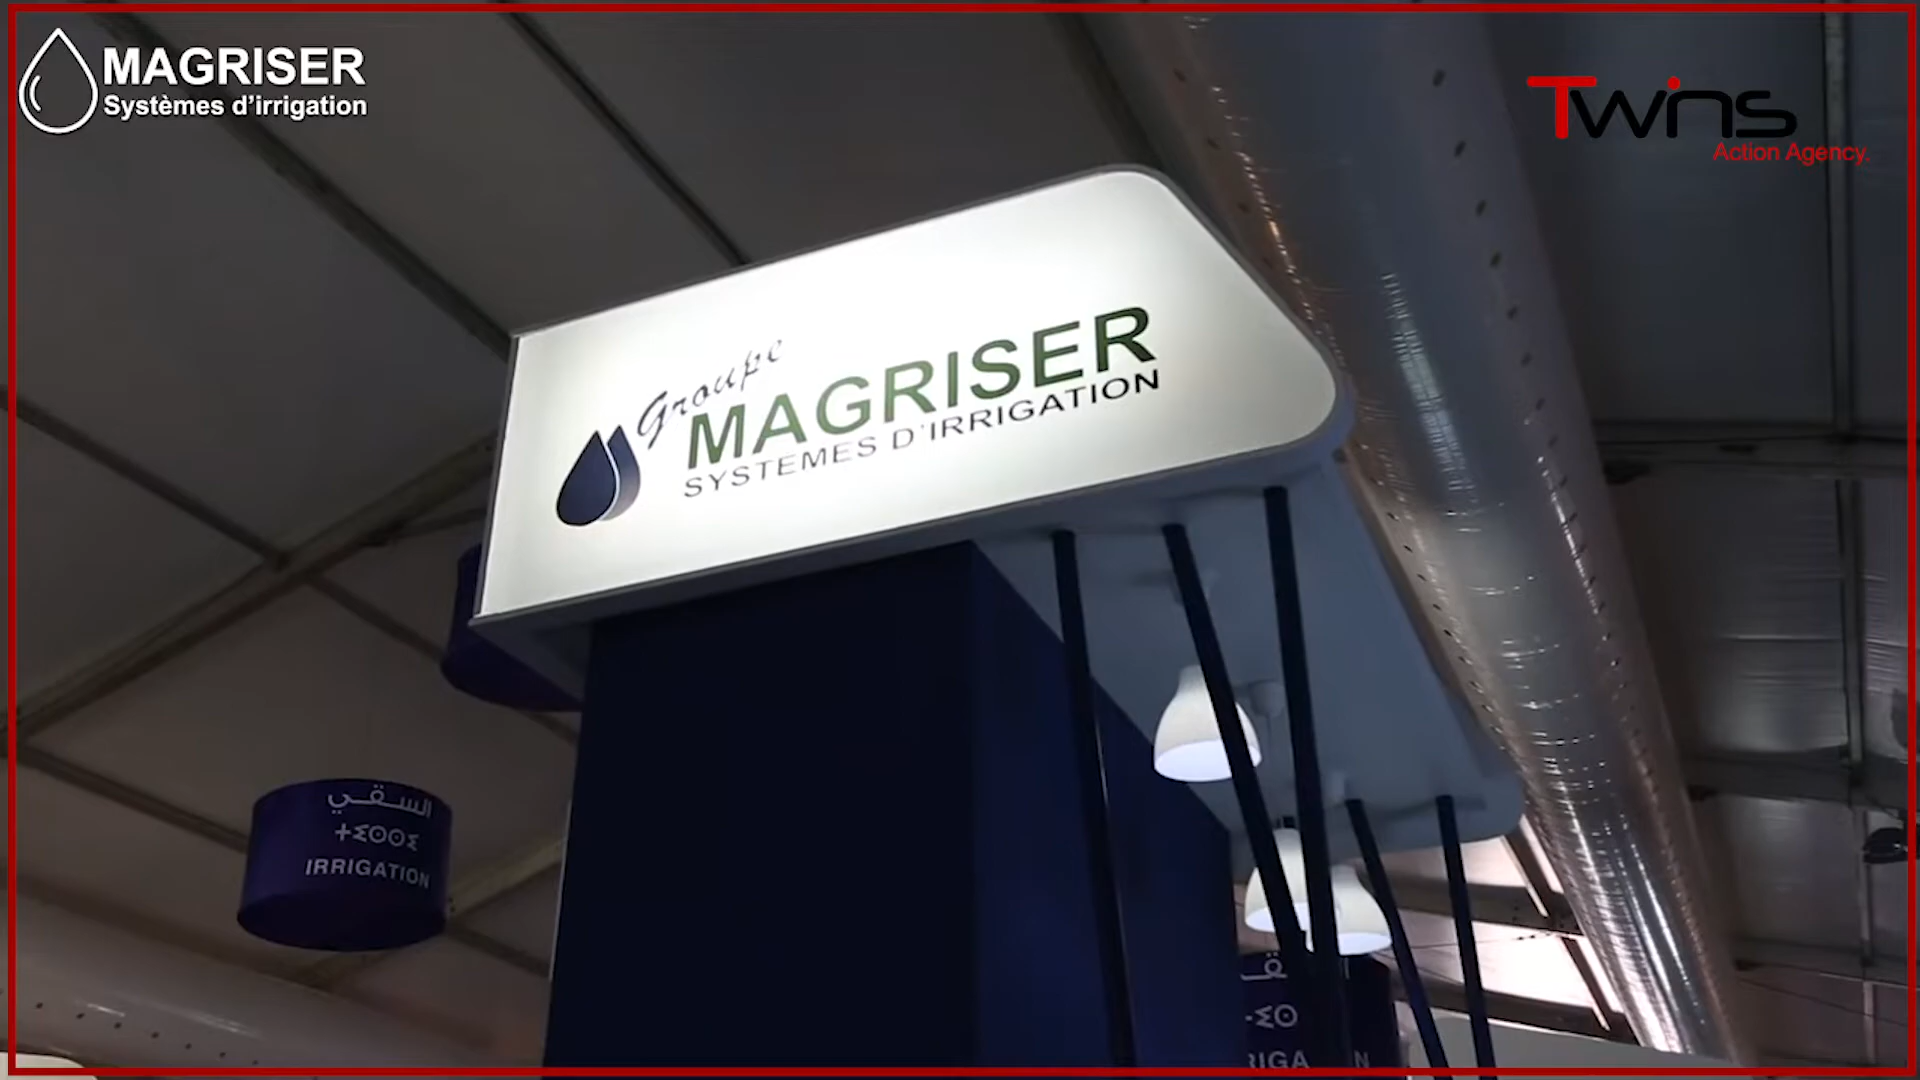 MAGRISER
Systèmes d'irrigation
Twins
Action Agency.
Groupe
MAGRISER
SYSTEMES D'IRRIGATION
السقي
ⵜⵉⵙⵙⵉ
IRRIGATION